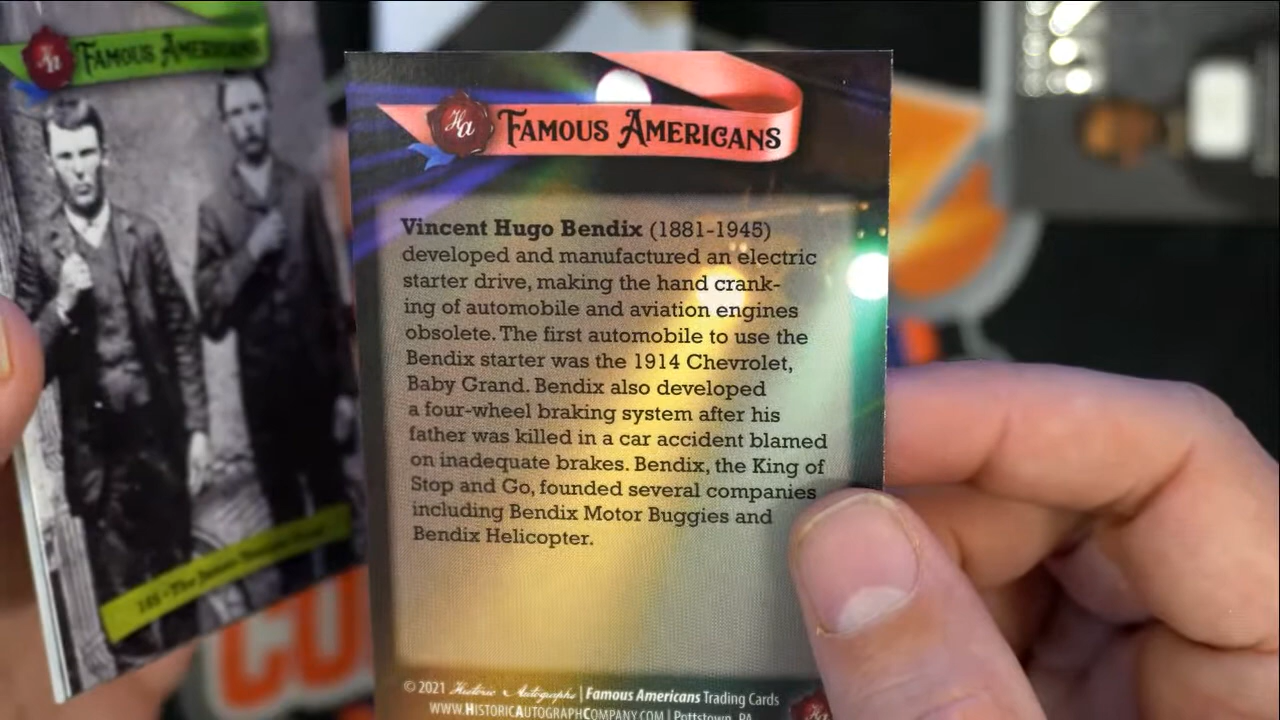 Famous Americans
Ha Famous Americans
Vincent Hugo Bendix (1881-1945)
developed and manufactured an electric
starter drive, making the hand crank-
ing of automobile and aviation engines
obsolete. The first automobile to use the
Bendix starter was the 1914 Chevrolet,
Baby Grand. Bendix also developed
a four-wheel braking system after his
father was killed in a car accident blamed
on inadequate brakes. Bendix, the King of
Stop and Go, founded several companies
including Bendix Motor Buggies and
Bendix Helicopter.
© 2021 Historic Autographs | Famous Americans Trading Cards
www.HistoricAutographCompany.com | Pottstown, PA